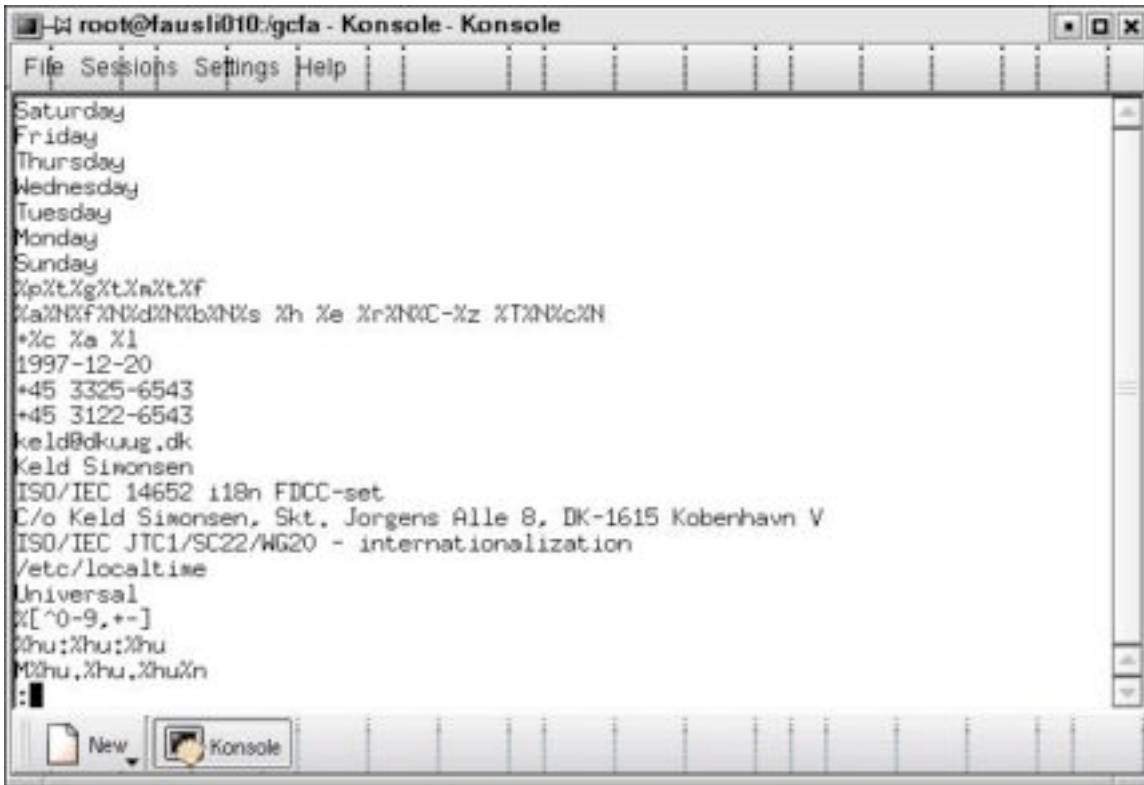 root@fausli010:/gcfa - Konsole - Konsole
File Sessions Settings Help
Saturday
Friday
Thursday
Wednesday
Tuesday
Monday
Sunday
%p%t%g%t%m%t%f
%a%N%f%N%d%N%b%N%s %h %e %r%N%C-%z %T%N%c%N
+%c %a %l
1997-12-20
+45 3325-6543
+45 3122-6543
keld@dkuug.dk
Keld Simonsen
ISO/IEC 14652 i18n FDCC-set
C/o Keld Simonsen, Skt. Jorgens Alle 8, DK-1615 Kobenhavn V
ISO/IEC JTC1/SC22/WG20 - internationalization
/etc/localtime
Universal
%[^0-9,+-]
%hu:%hu:%hu
M%hu.%hu.%hu%n
:
New Konsole